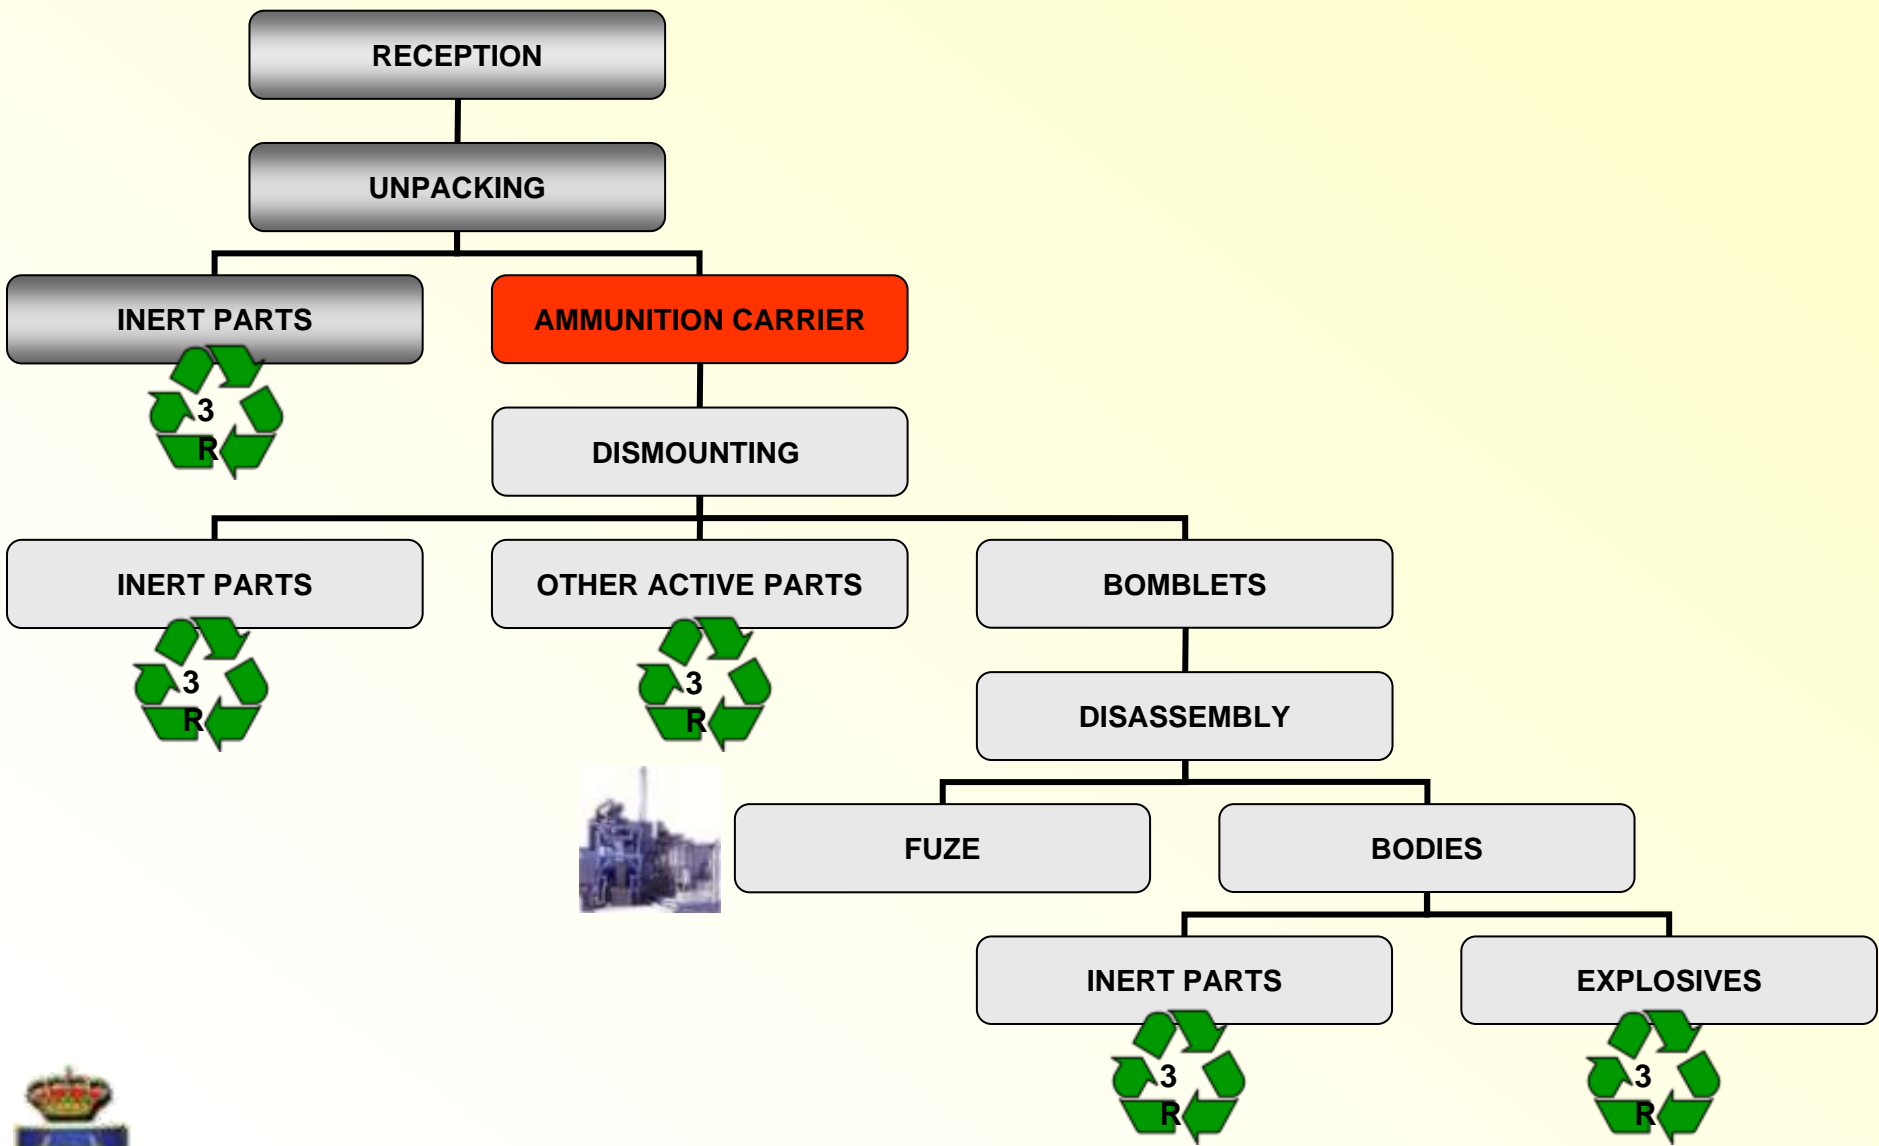 RECEPTION
UNPACKING
INERT PARTS
AMMUNITION CARRIER
3
R
DISMOUNTING
INERT PARTS
OTHER ACTIVE PARTS
BOMBLETS
3
R
3
R
DISASSEMBLY
FUZE
BODIES
INERT PARTS
EXPLOSIVES
3
R
3
R